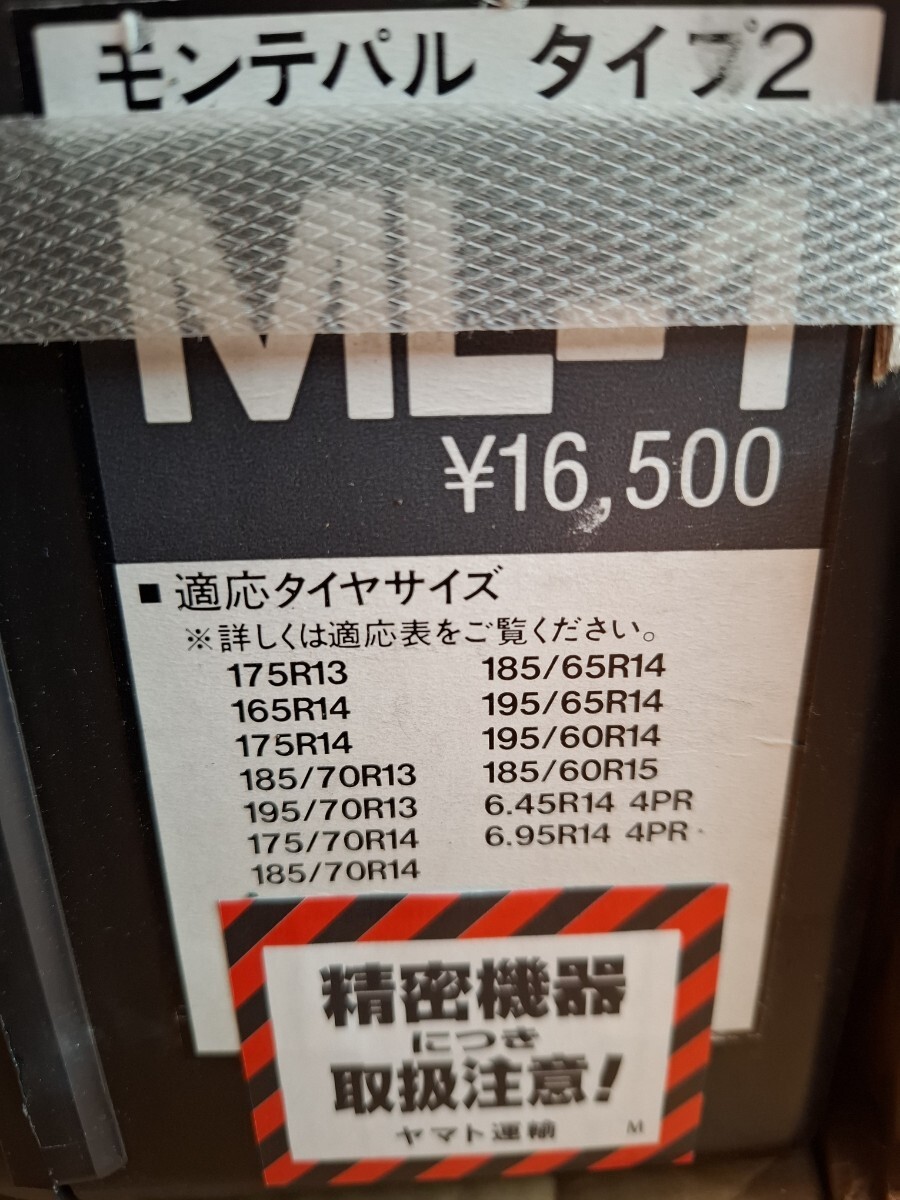 モンテパル タイプ2
ML-1
¥16,500
■ 適応タイヤサイズ
※詳しくは適応表をご覧ください。
175R13
165R14
175R14
185/70R13
195/70R13
175/70R14
185/70R14
185/65R14
195/65R14
195/60R14
185/60R15
6.45R14 4PR
6.95R14 4PR
精密機器
につき
取扱注意!
ヤマト運輸 M